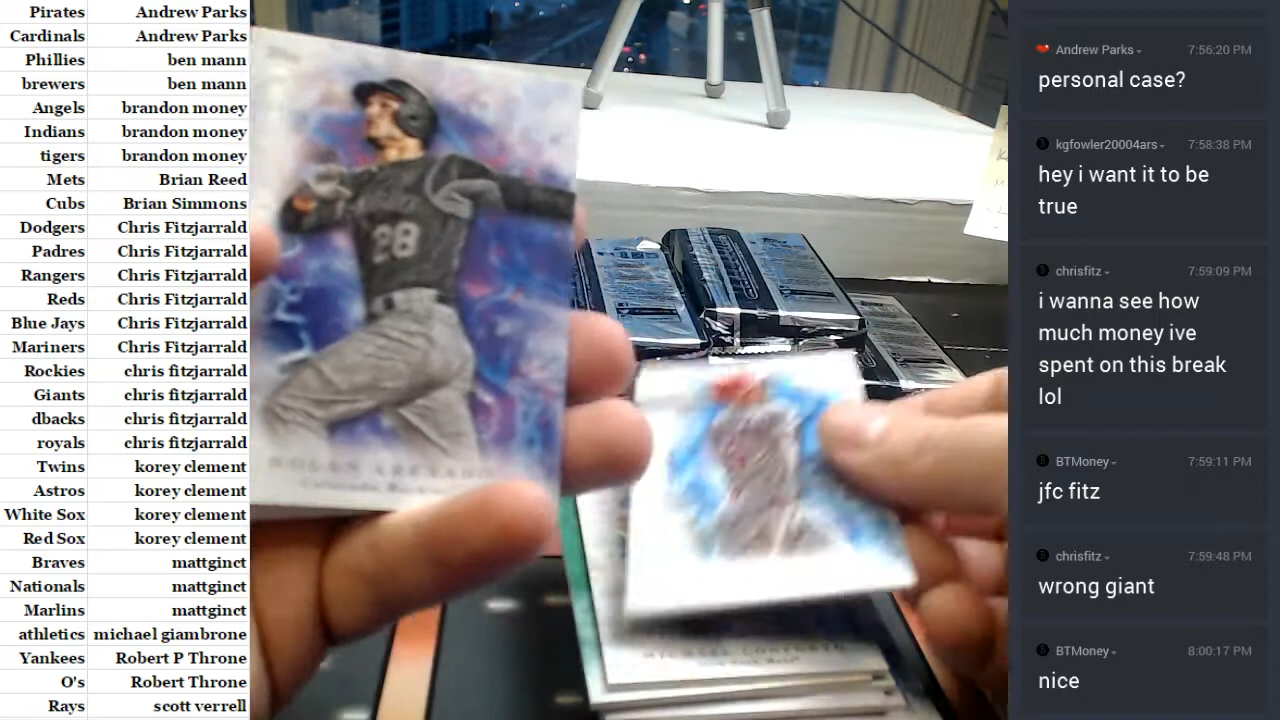 Pirates Andrew Parks
Cardinals Andrew Parks
Phillies ben mann
brewers ben mann
Angels brandon money
Indians brandon money
tigers brandon money
Mets Brian Reed
Cubs Brian Simmons
Dodgers Chris Fitzjarrald
Padres Chris Fitzjarrald
Rangers Chris Fitzjarrald
Reds Chris Fitzjarrald
Blue Jays Chris Fitzjarrald
Mariners Chris Fitzjarrald
Rockies chris fitzjarrald
Giants chris fitzjarrald
dbacks chris fitzjarrald
royals chris fitzjarrald
Twins korey clement
Astros korey clement
White Sox korey clement
Red Sox korey clement
Braves mattginct
Nationals mattginct
Marlins mattginct
athletics michael giambrone
Yankees Robert P Throne
O's Robert Throne
Rays scott verrell
28
NOLAN ARENADO
MICHAEL CONFORTO
Andrew Parks 7:56:20 PM
personal case?
kgfowler20004ars 7:58:38 PM
hey i want it to be
true
chrisfitz 7:59:09 PM
i wanna see how
much money ive
spent on this break
lol
BTMoney 7:59:11 PM
jfc fitz
chrisfitz 7:59:48 PM
wrong giant
BTMoney 8:00:17 PM
nice